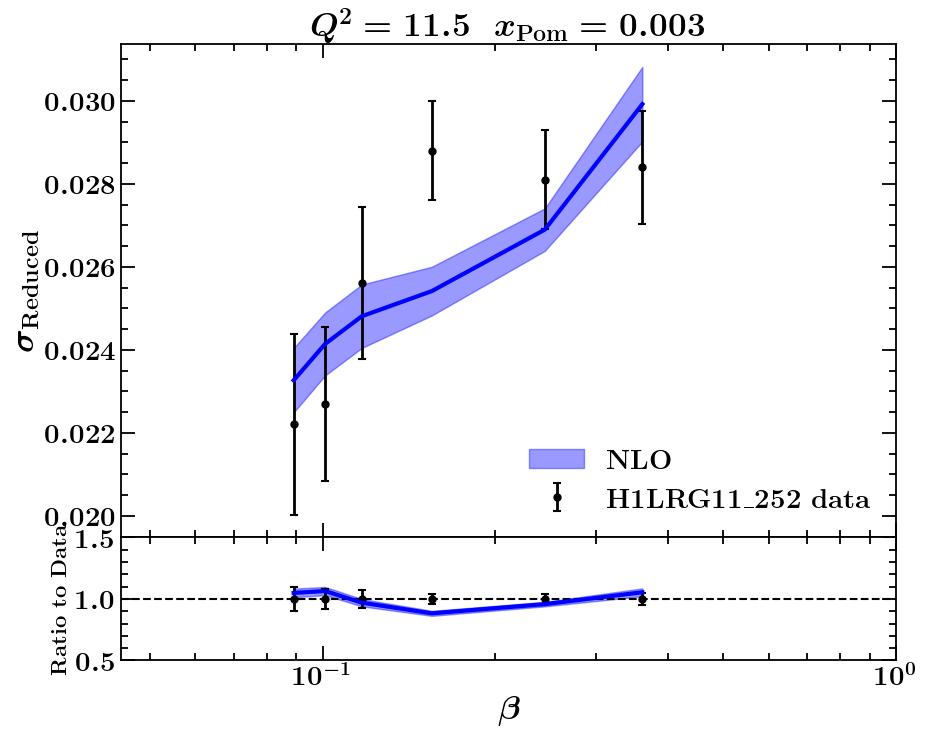 Q² = 11.5 x_Pom = 0.003
0.030
0.028
0.026
0.024
0.022
0.020
σ_Reduced
NLO
H1LRG11_252 data
1.5
1.0
0.5
Ratio to Data
10⁻¹
10⁰
β